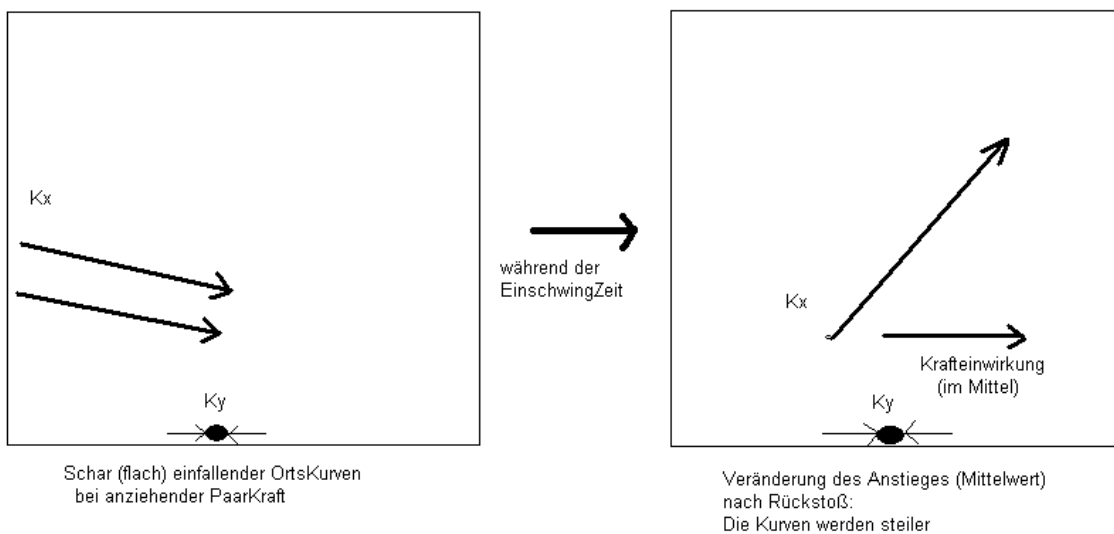 Kx
Ky
Schar (flach) einfallender OrtsKurven
bei anziehender PaarKraft
während der
EinschwingZeit
Kx
Krafteinwirkung
(im Mittel)
Ky
Veränderung des Anstieges (Mittelwert)
nach Rückstoß:
Die Kurven werden steiler